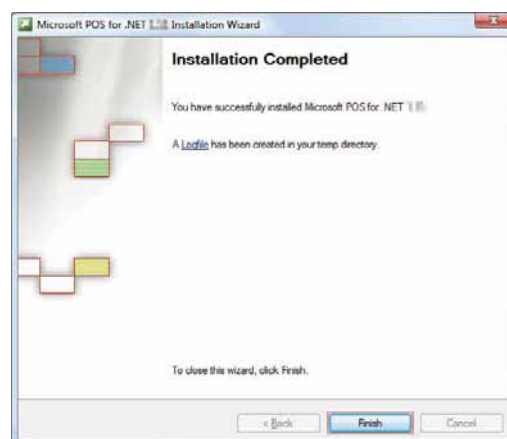 Microsoft POS for .NET Installation Wizard
Installation Completed
You have successfully installed Microsoft POS for .NET
A Logfile has been created in your temp directory.
To close this wizard, click Finish.
< Back
Finish
Cancel